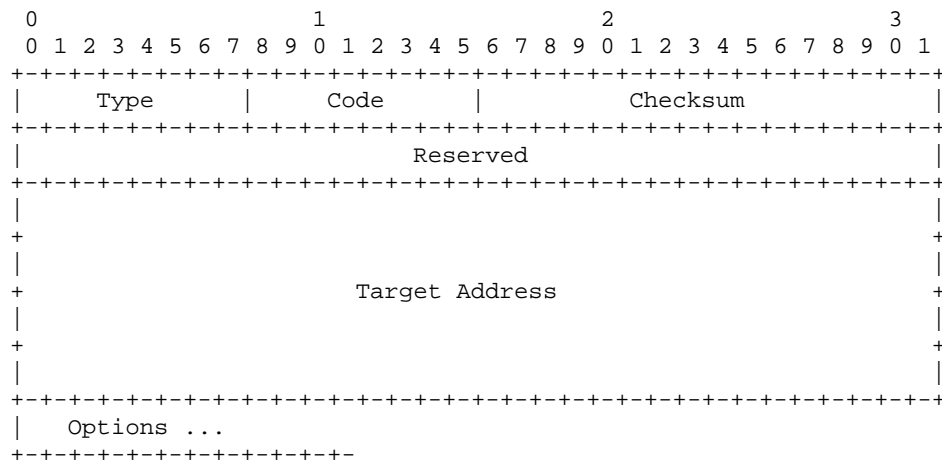 0                   1                   2                   3
 0 1 2 3 4 5 6 7 8 9 0 1 2 3 4 5 6 7 8 9 0 1 2 3 4 5 6 7 8 9 0 1
+-+-+-+-+-+-+-+-+-+-+-+-+-+-+-+-+-+-+-+-+-+-+-+-+-+-+-+-+-+-+-+-+
|     Type      |     Code      |          Checksum             |
+-+-+-+-+-+-+-+-+-+-+-+-+-+-+-+-+-+-+-+-+-+-+-+-+-+-+-+-+-+-+-+-+
|                           Reserved                            |
+-+-+-+-+-+-+-+-+-+-+-+-+-+-+-+-+-+-+-+-+-+-+-+-+-+-+-+-+-+-+-+-+
|                                                               |
+                                                               +
|                                                               |
+                       Target Address                          +
|                                                               |
+                                                               +
|                                                               |
+-+-+-+-+-+-+-+-+-+-+-+-+-+-+-+-+-+-+-+-+-+-+-+-+-+-+-+-+-+-+-+-+
|   Options ...
+-+-+-+-+-+-+-+-+-+-+-+-